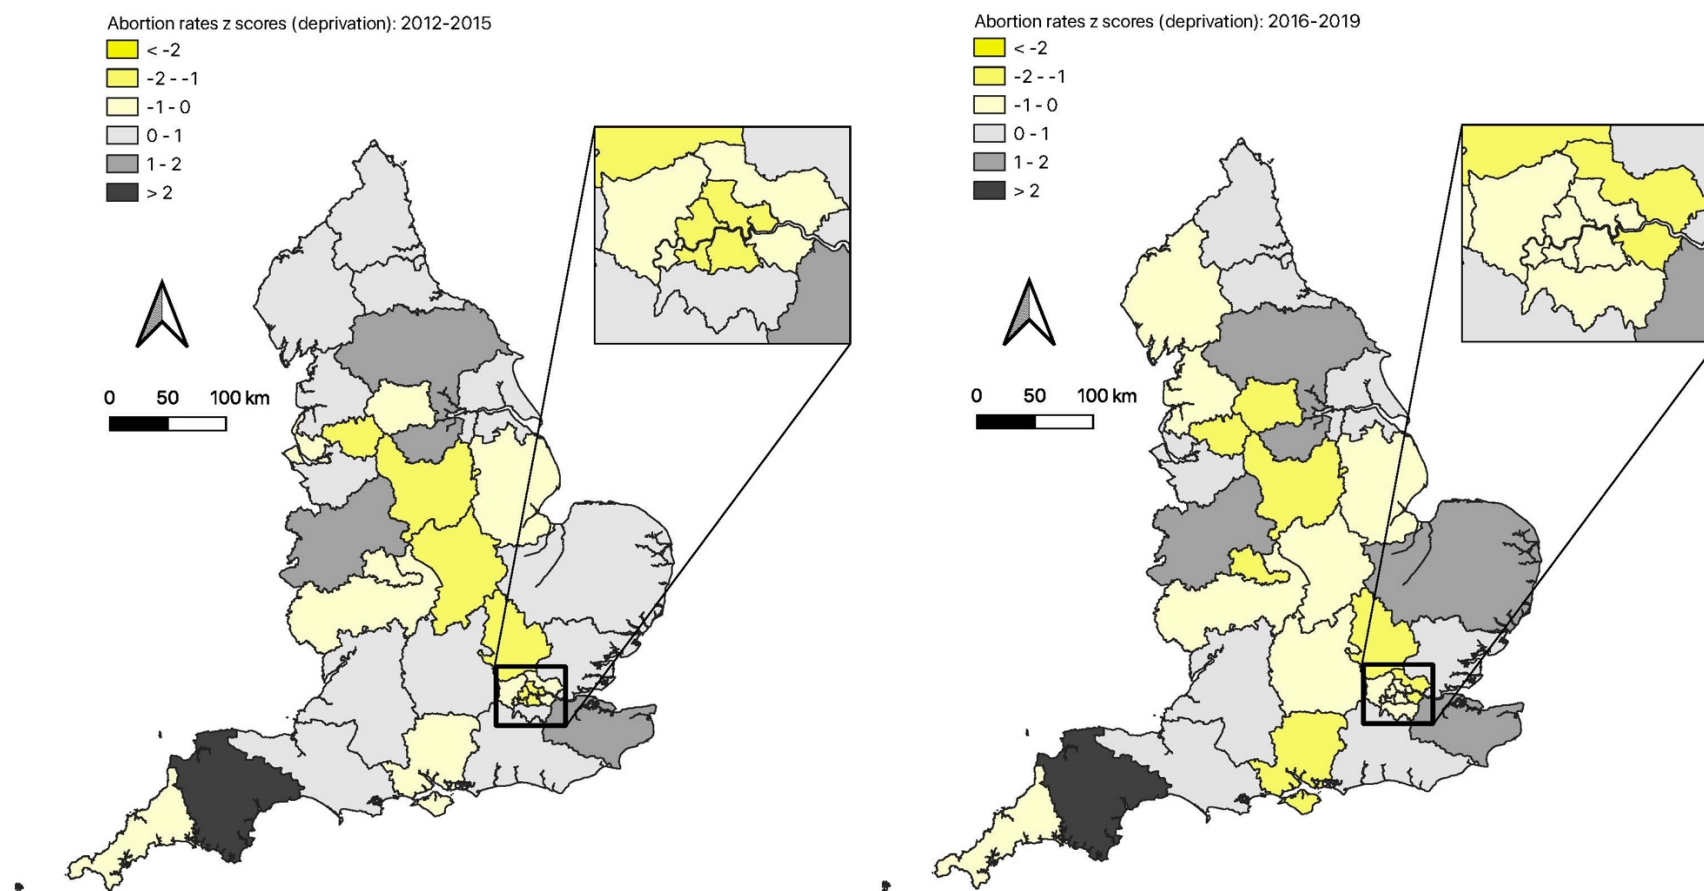 Abortion rates z scores (deprivation): 2012-2015
< -2
-2 - -1
-1 - 0
0 - 1
1 - 2
> 2
0 50 100 km
Abortion rates z scores (deprivation): 2016-2019
< -2
-2 - -1
-1 - 0
0 - 1
1 - 2
> 2
0 50 100 km